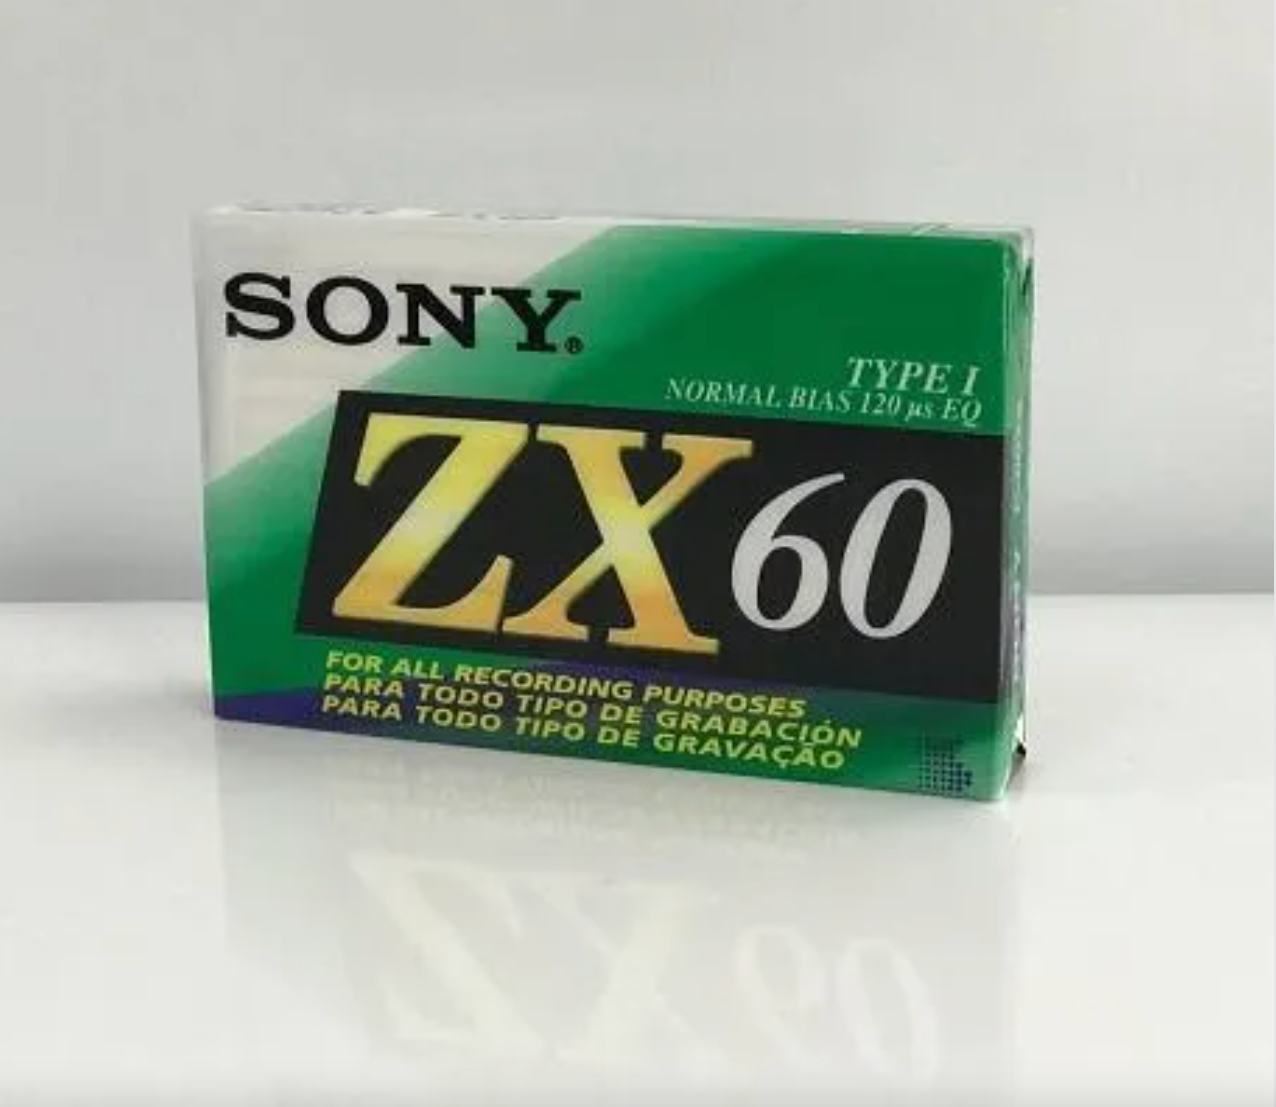 SONY®
TYPE I
NORMAL BIAS 120 µs EQ
ZX 60
FOR ALL RECORDING PURPOSES
PARA TODO TIPO DE GRABACIÓN
PARA TODO TIPO DE GRAVAÇÃO